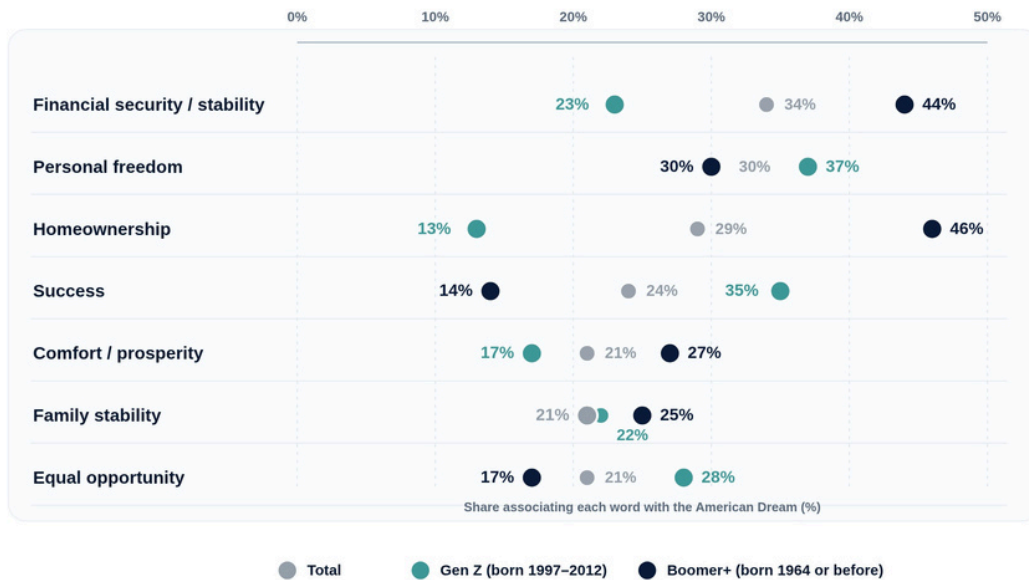 0% 10% 20% 30% 40% 50%
Financial security / stability 23% 34% 44%
Personal freedom 30% 30% 37%
Homeownership 13% 29% 46%
Success 14% 24% 35%
Comfort / prosperity 17% 21% 27%
Family stability 21% 25%
22%
Equal opportunity 17% 21% 28%
Share associating each word with the American Dream (%)
Total Gen Z (born 1997–2012) Boomer+ (born 1964 or before)